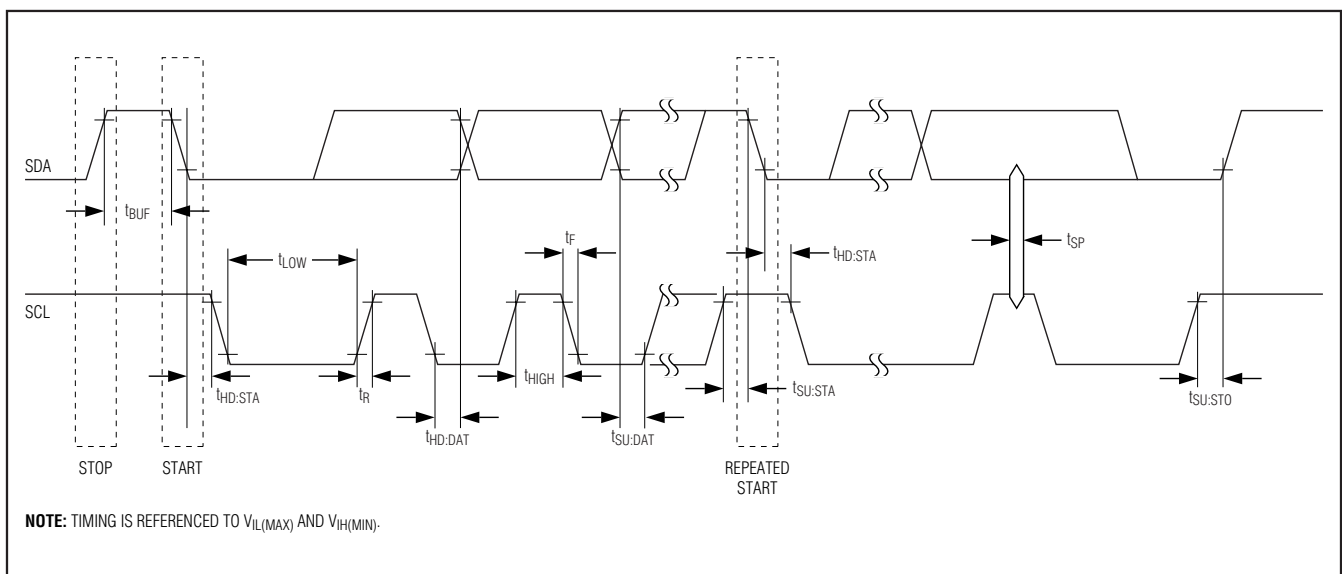 SDA
tBUF
tLOW
tF
tHD:STA
tSP
SCL
tHD:STA
tR
tHIGH
tHD:DAT
tSU:DAT
tSU:STA
tSU:STO
STOP
START
REPEATED
START
NOTE: TIMING IS REFERENCED TO VIL(MAX) AND VIH(MIN).